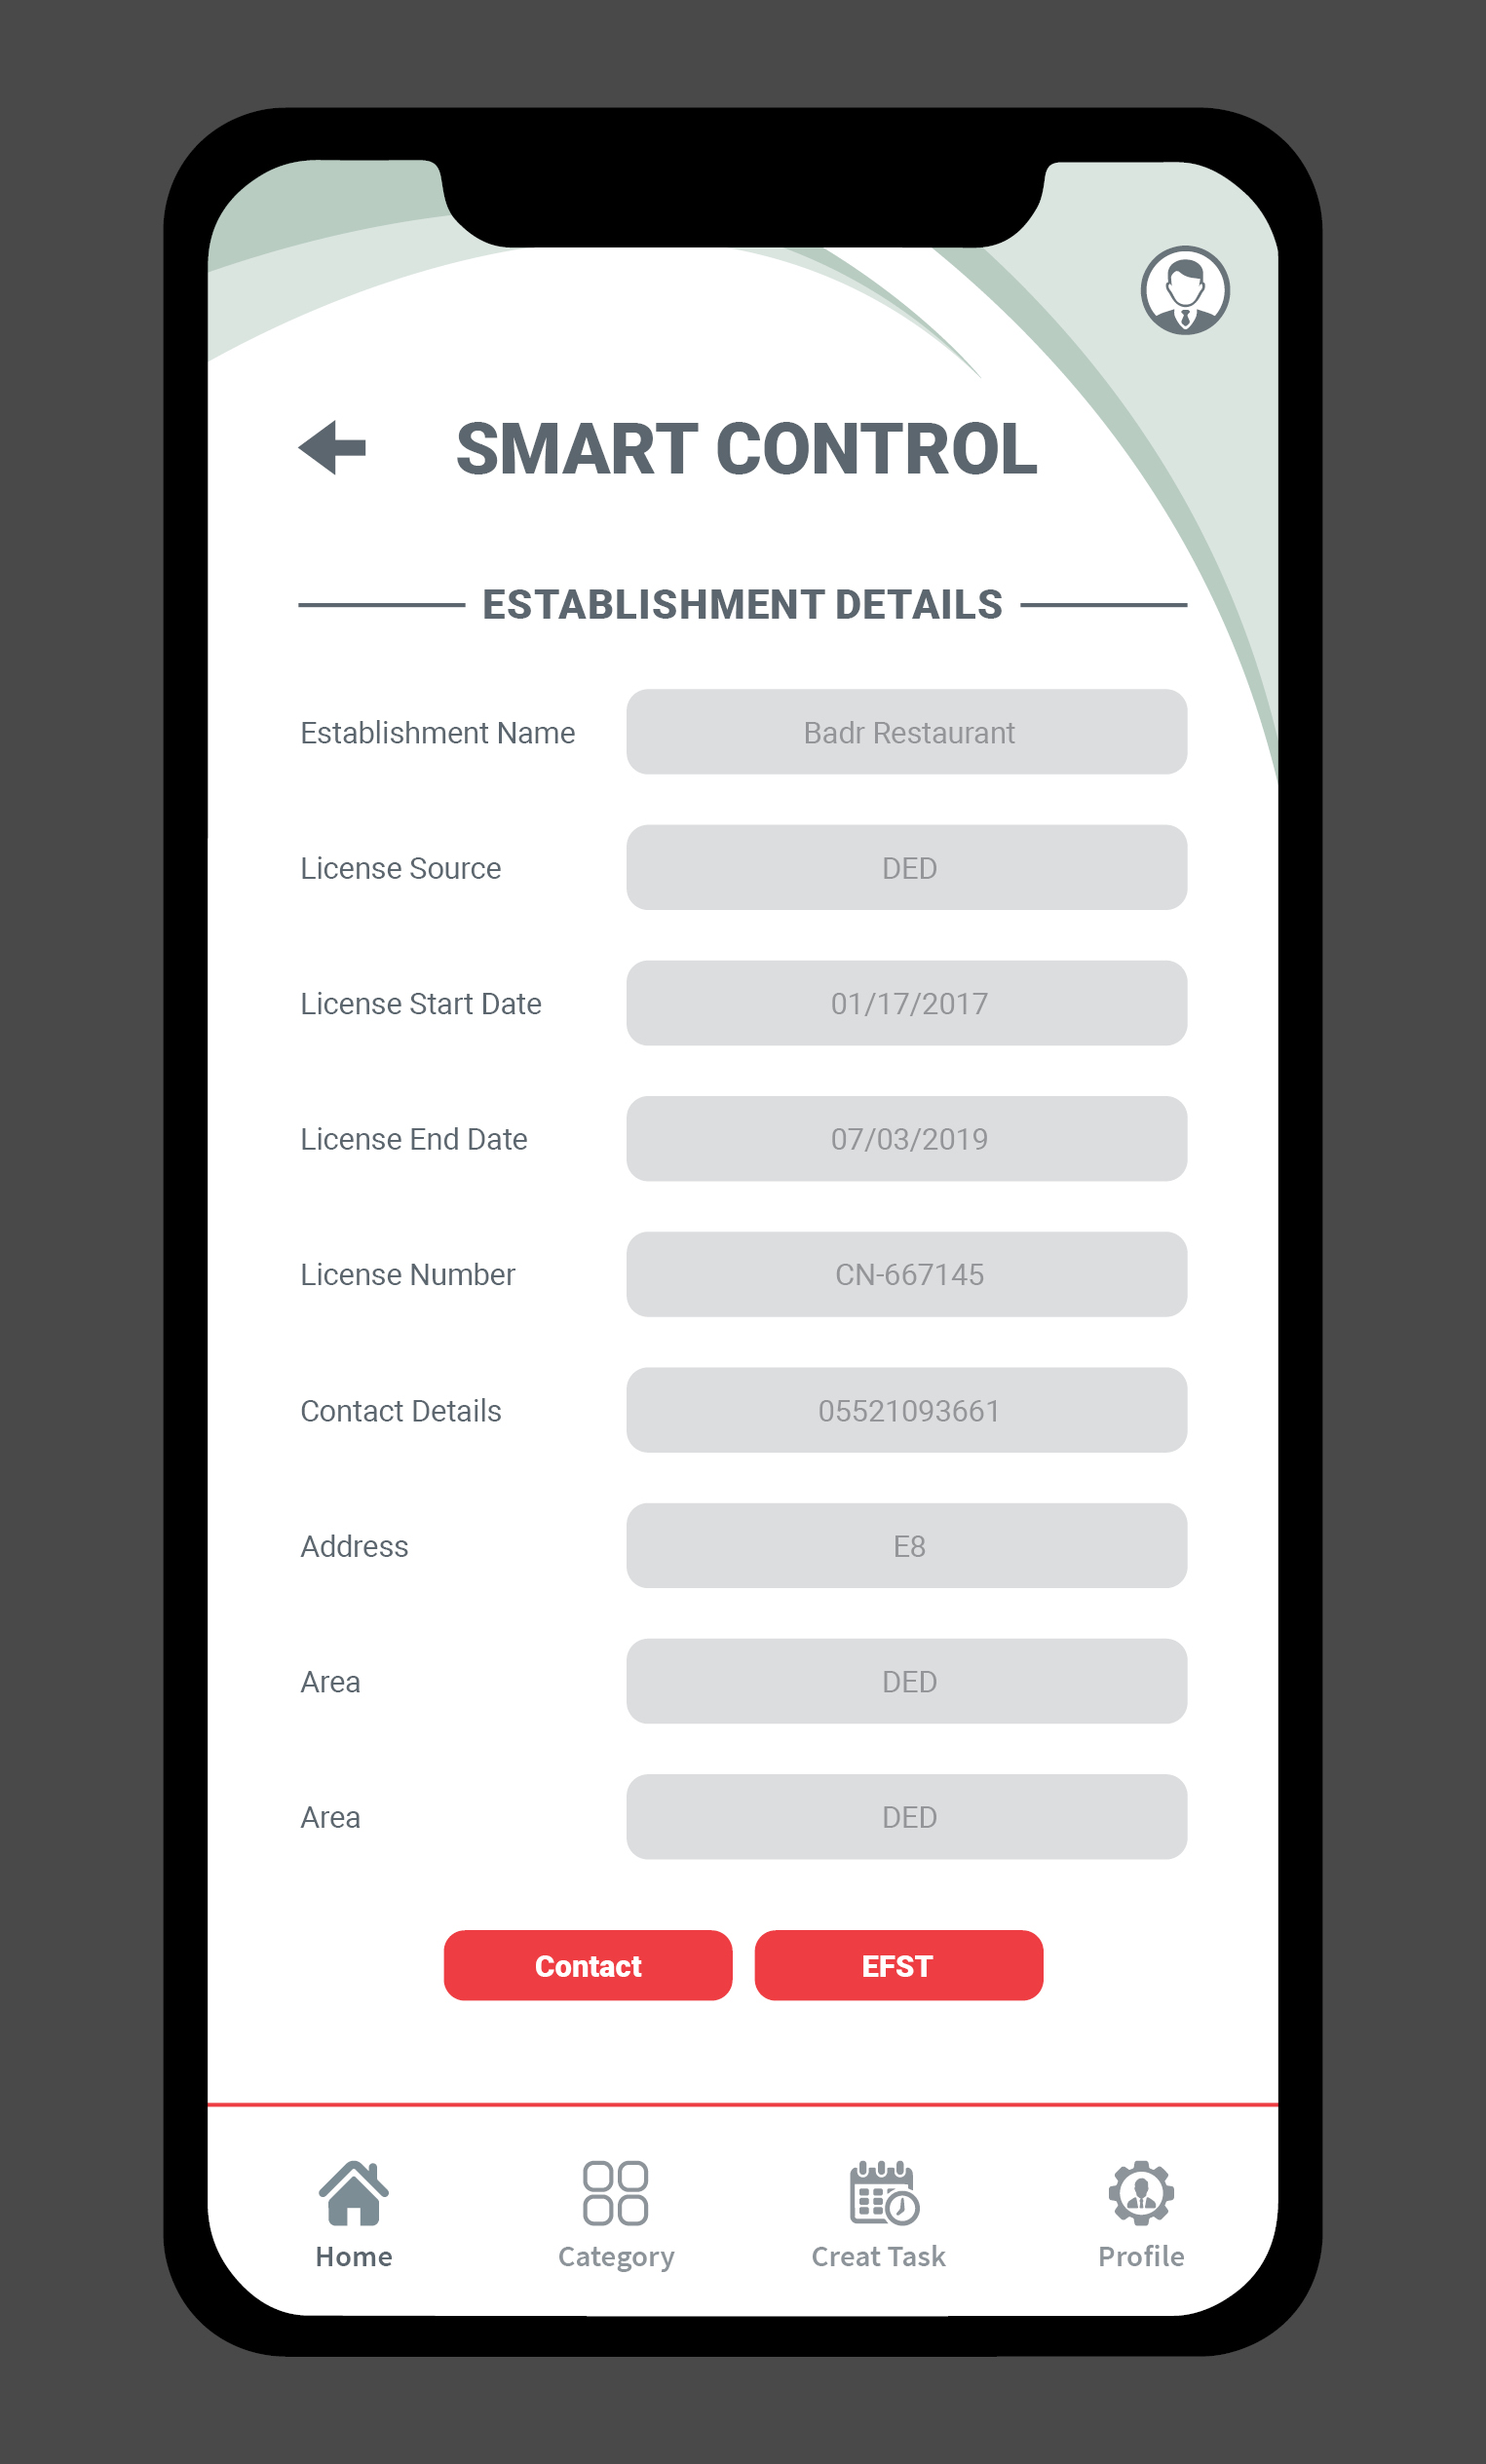 SMART CONTROL
ESTABLISHMENT DETAILS
Establishment Name Badr Restaurant
License Source DED
License Start Date 01/17/2017
License End Date 07/03/2019
License Number CN-667145
Contact Details 05521093661
Address E8
Area DED
Area DED
Contact EFST
Home Category Creat Task Profile